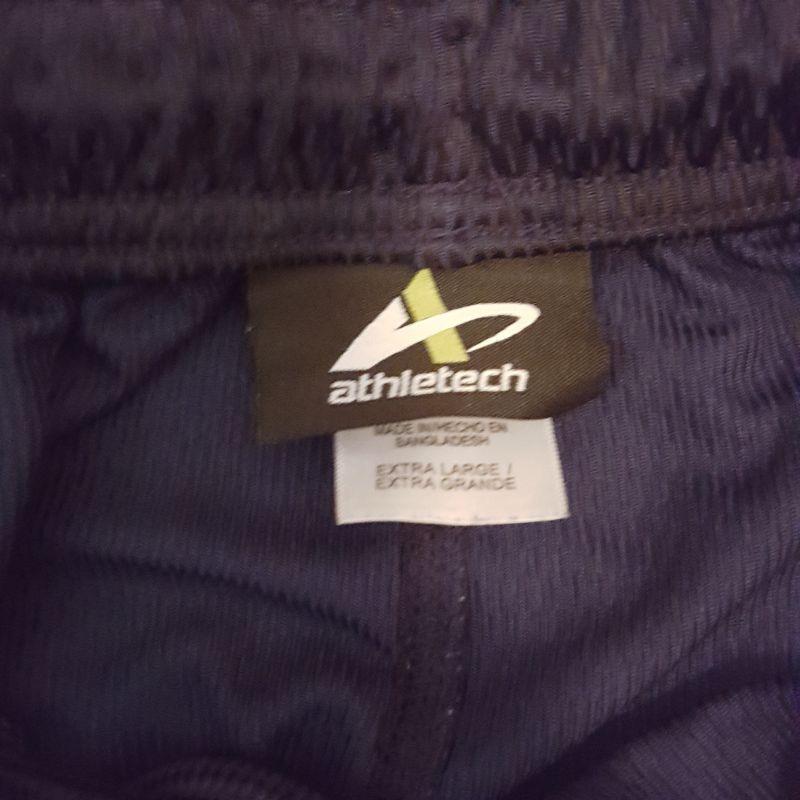 athletech
MADE IN/HECHO EN
BANGLADESH
EXTRA LARGE /
EXTRA GRANDE